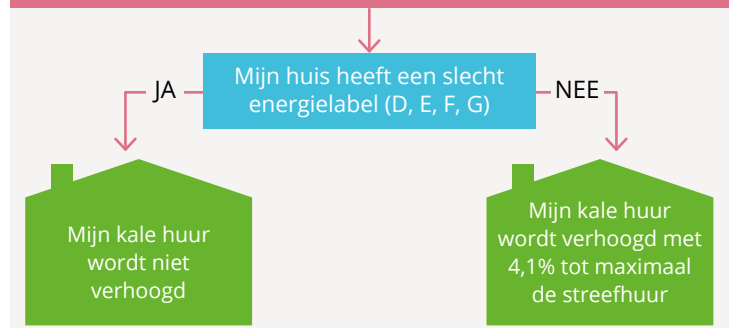 Mijn huis heeft een slecht
energielabel (D, E, F, G)
JA
NEE
Mijn kale huur
wordt niet
verhoogd
Mijn kale huur
wordt verhoogd met
4,1% tot maximaal
de streefhuur